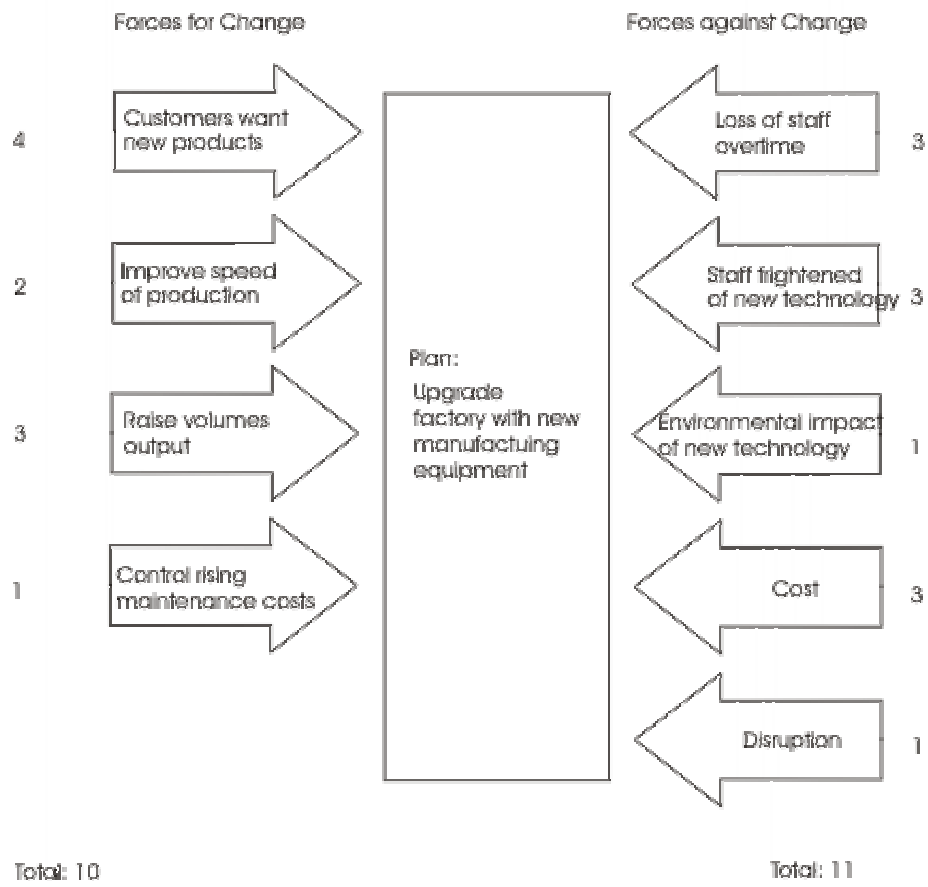 Forces for Change
Forces against Change
4
Customers want
new products
Loss of staff
overtime
3
2
Improve speed
of production
Staff frightened
of new technology
3
3
Raise volumes
output
Plan:
Upgrade
factory with new
manufactuing
equipment
Environmental impact
of new technology
1
1
Control rising
maintenance costs
Cost
3
Disruption
1
Total: 10
Total: 11